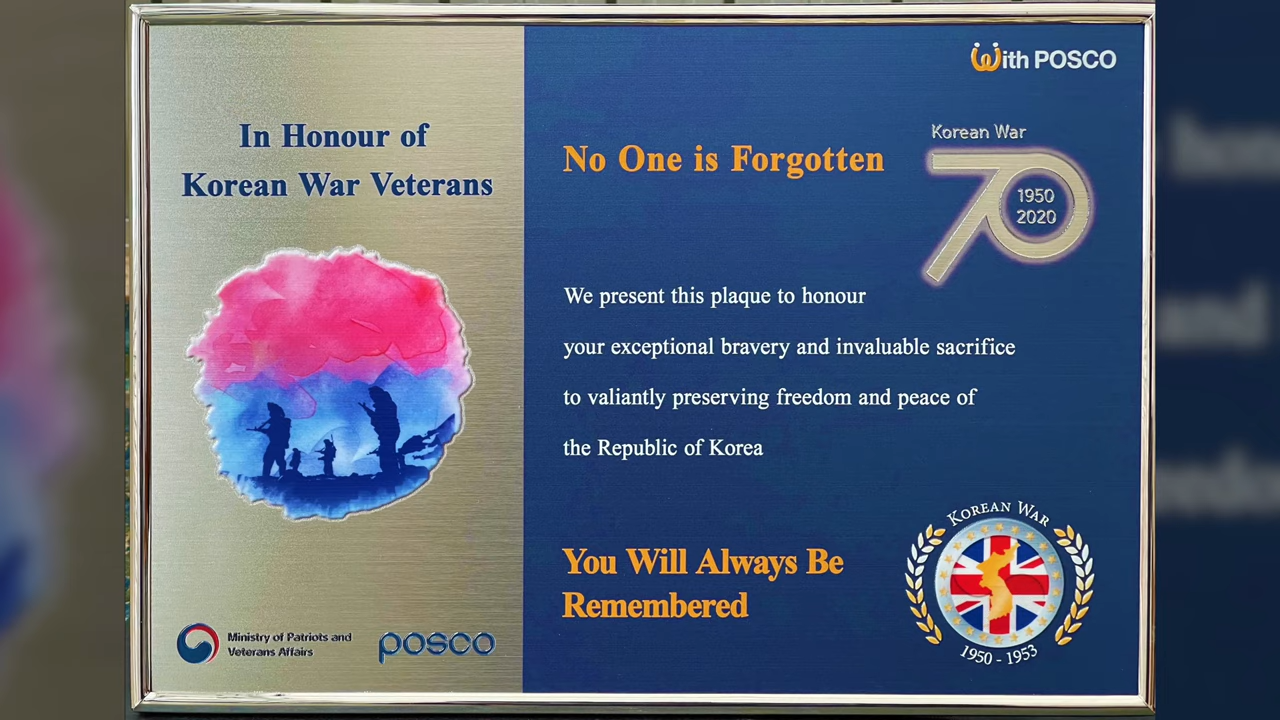 In Honour of
Korean War Veterans
Ministry of Patriots and
Veterans Affairs
posco
With POSCO
No One is Forgotten
Korean War
70
1950
2020
We present this plaque to honour
your exceptional bravery and invaluable sacrifice
to valiantly preserving freedom and peace of
the Republic of Korea
You Will Always Be
Remembered
KOREAN WAR
1950 - 1953